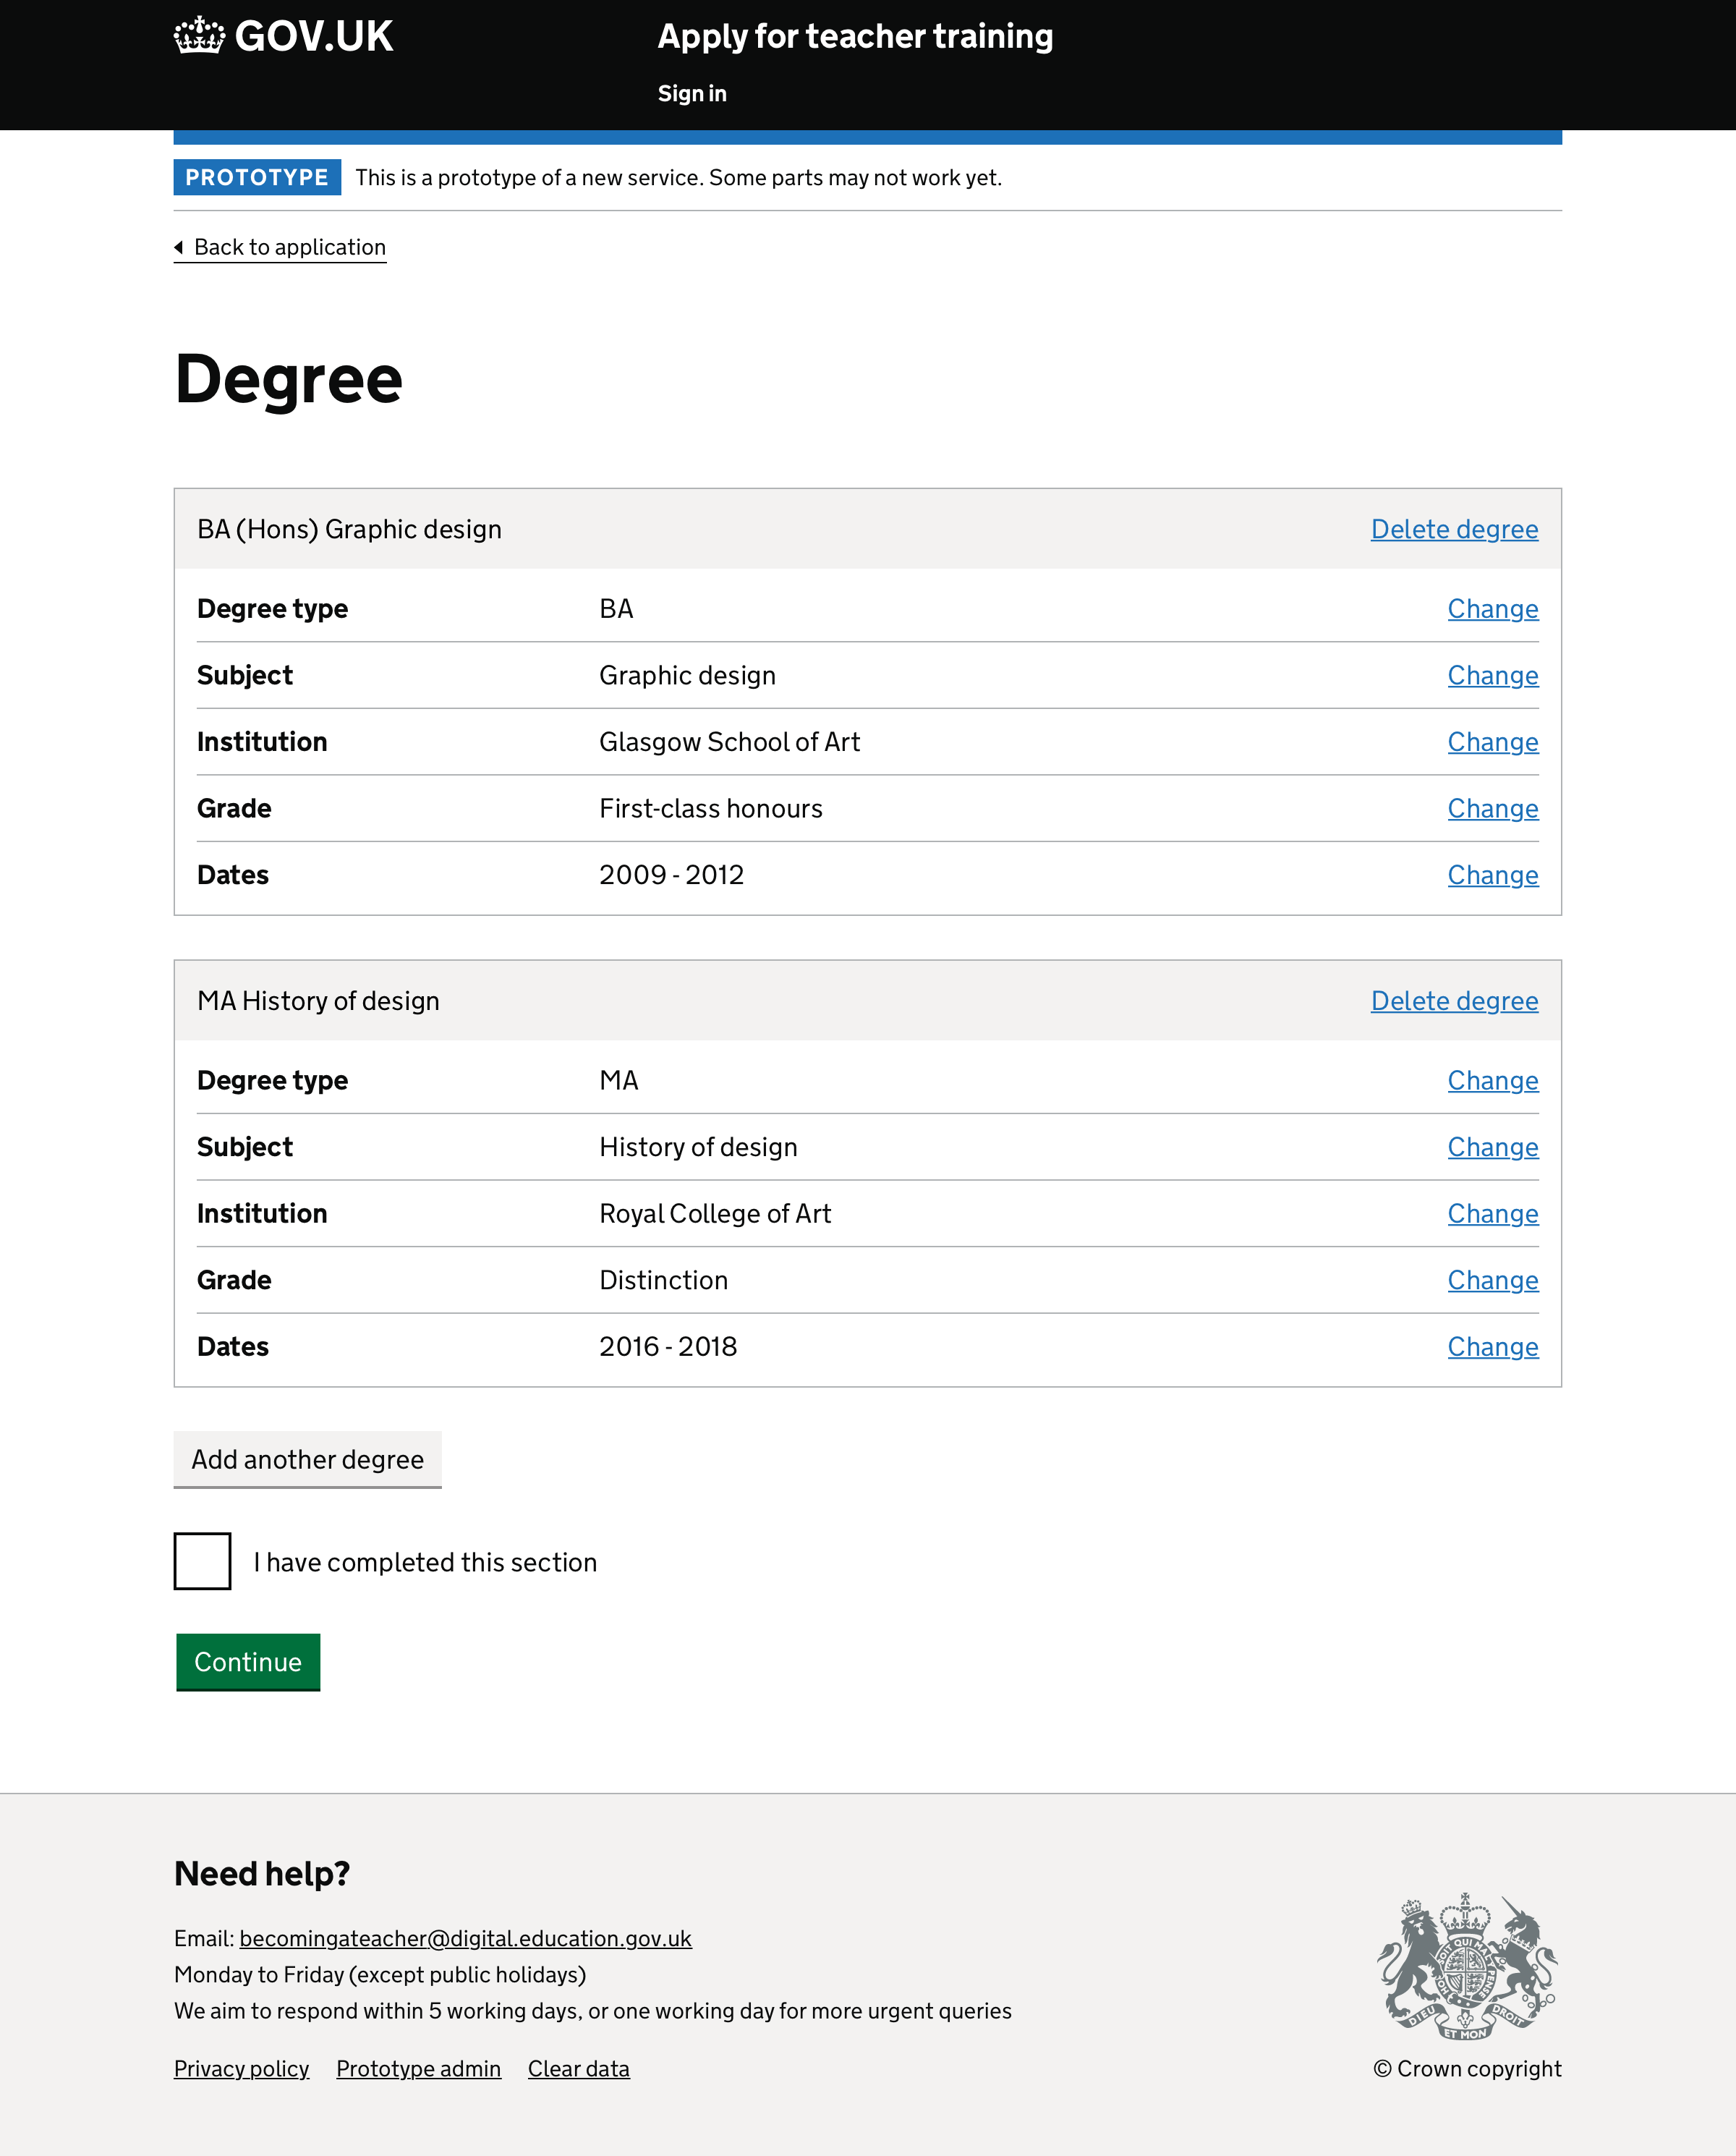 GOV.UK
Apply for teacher training
Sign in
PROTOTYPE This is a prototype of a new service. Some parts may not work yet.
Back to application
Degree
BA (Hons) Graphic design Delete degree
Degree type BA Change
Subject Graphic design Change
Institution Glasgow School of Art Change
Grade First-class honours Change
Dates 2009 - 2012 Change
MA History of design Delete degree
Degree type MA Change
Subject History of design Change
Institution Royal College of Art Change
Grade Distinction Change
Dates 2016 - 2018 Change
Add another degree
I have completed this section
Continue
Need help?
Email: becomingateacher@digital.education.gov.uk
Monday to Friday (except public holidays)
We aim to respond within 5 working days, or one working day for more urgent queries
Privacy policy Prototype admin Clear data
DIEU ET MON DROIT
© Crown copyright